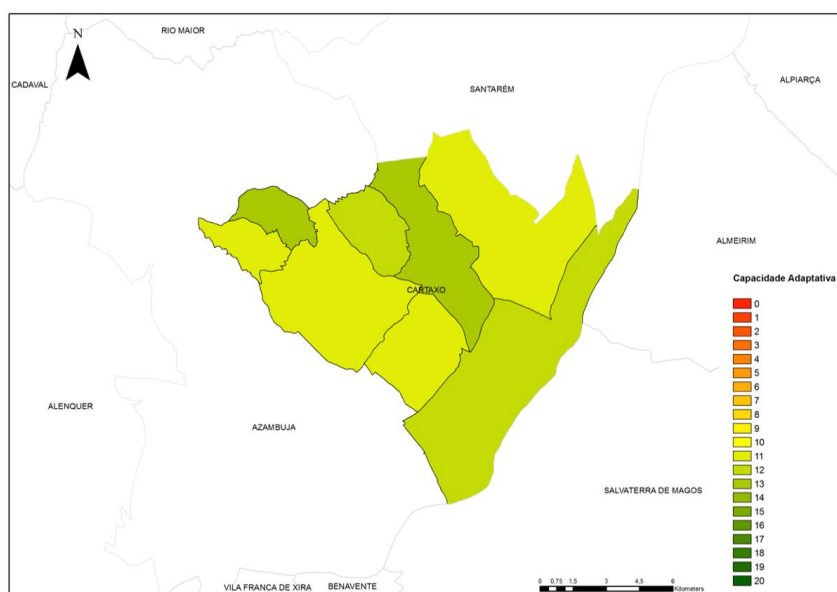 RIO MAIOR
N
CADAVAL
SANTARÉM
ALPIARÇA
ALMEIRIM
Capacidade Adaptativa
0
1
2
3
4
5
6
7
8
9
10
11
12
13
14
15
16
17
18
19
20
CARTAXO
ALENQUER
AZAMBUJA
SALVATERRA DE MAGOS
VILA FRANCA DE XIRA
BENAVENTE
0 0,75 1,5 3 4,5 6
Kilometers